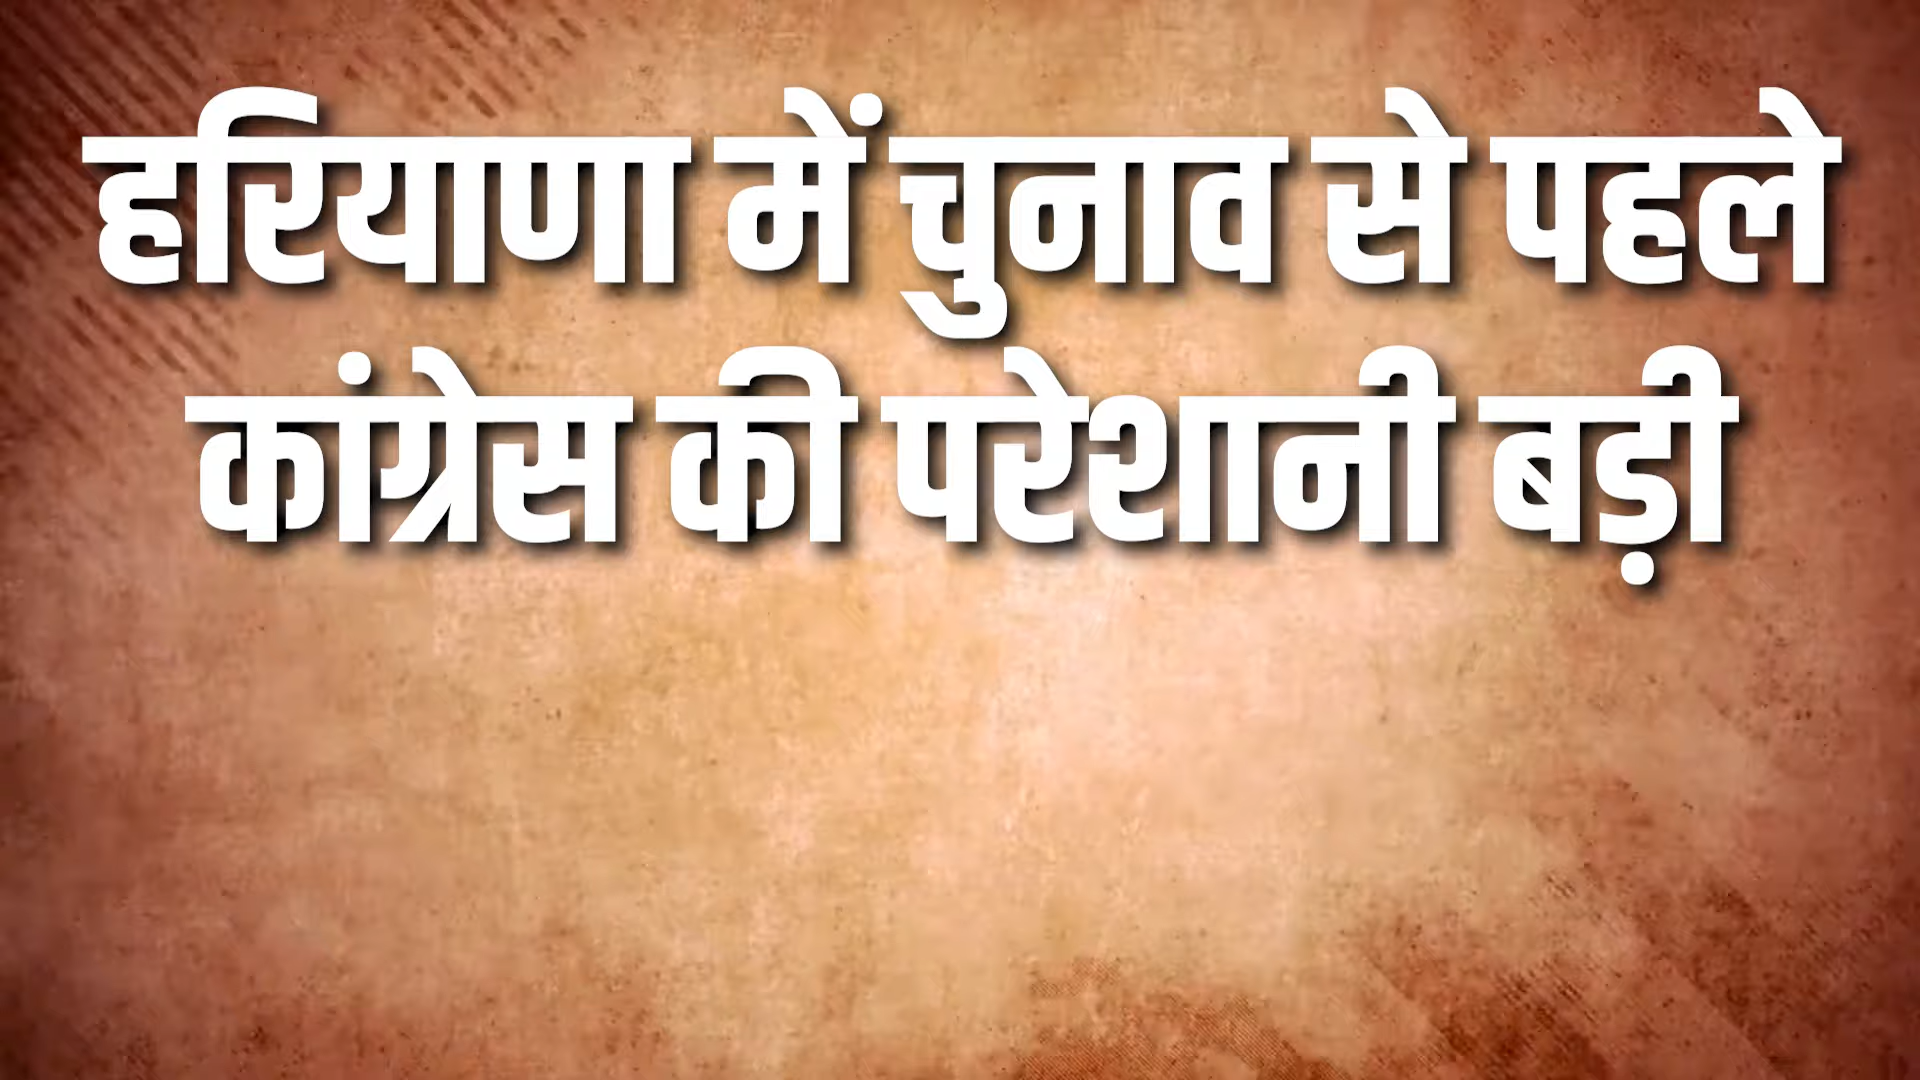 हरियाणा में चुनाव से पहले
कांग्रेस की परेशानी बड़ी